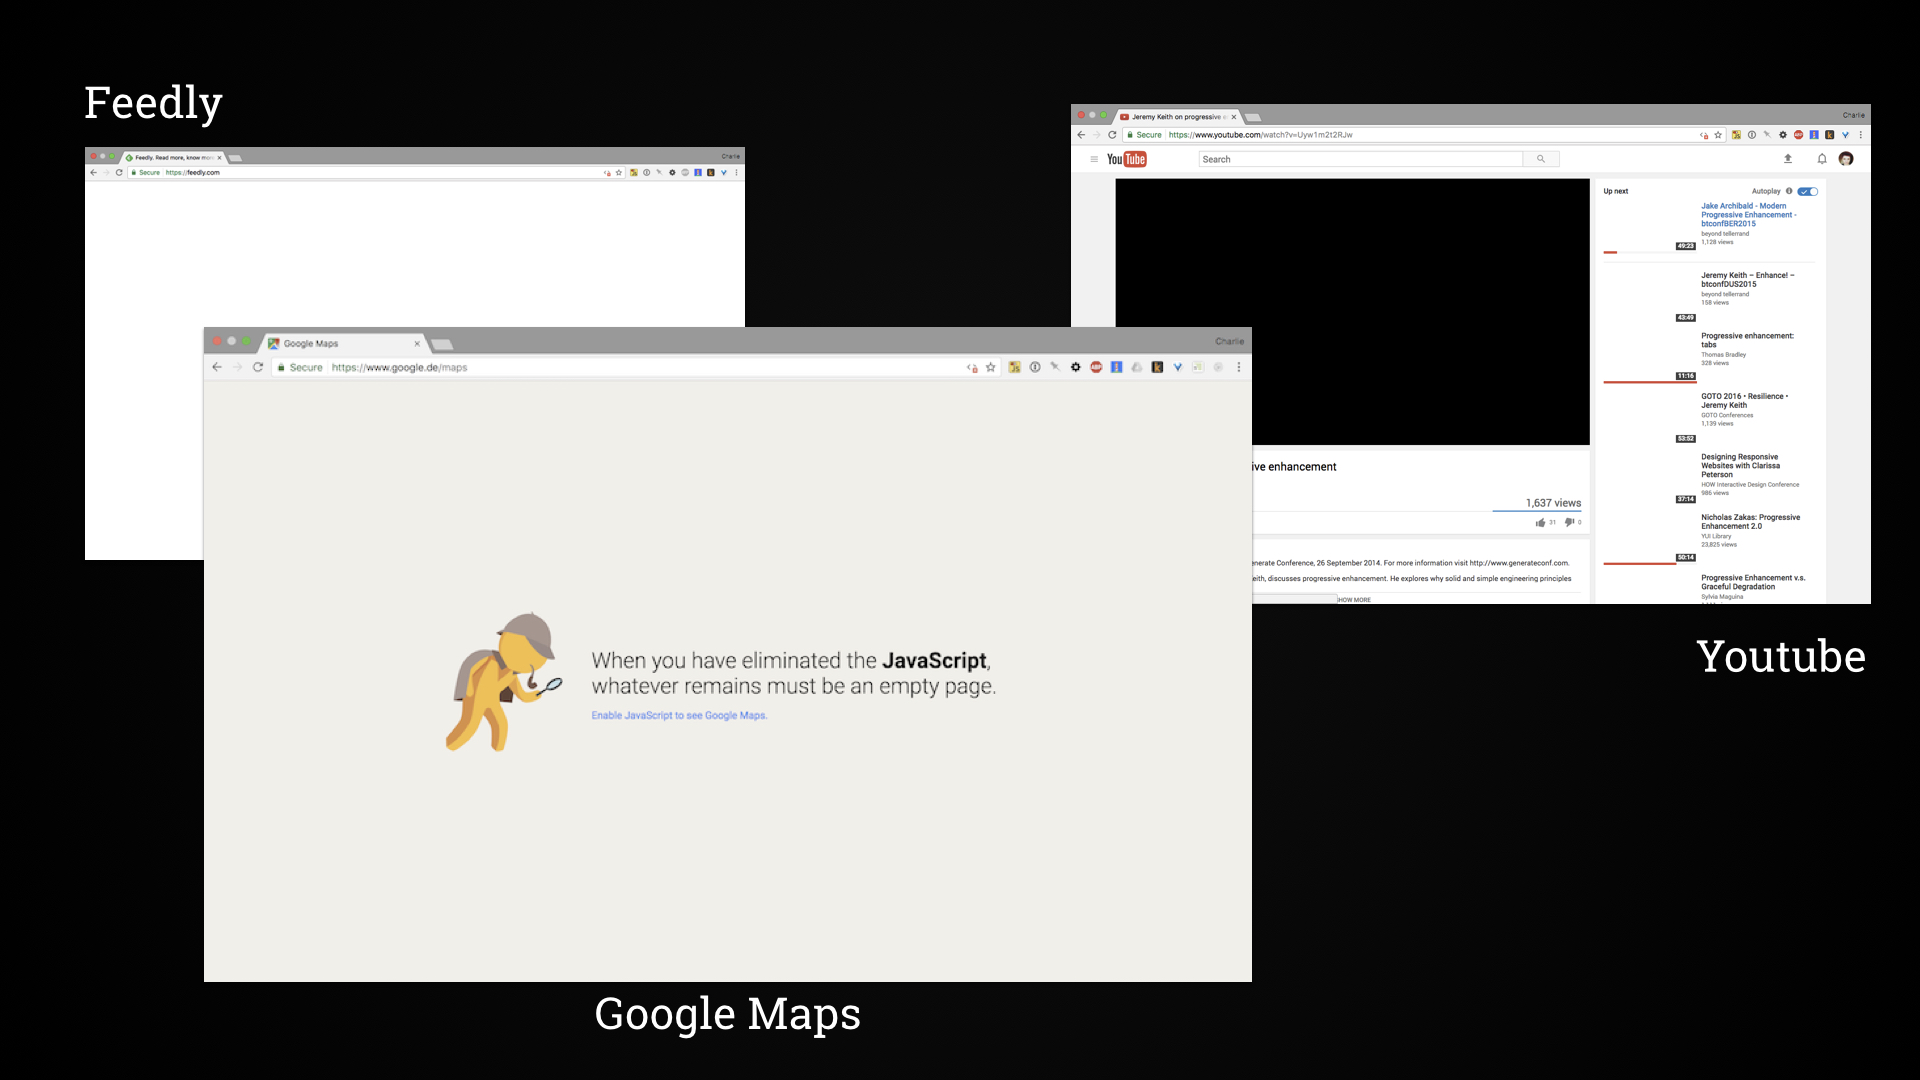 Feedly
Feedly. Read more, know mor
Charlie
Secure
https://feedly.com
Jeremy Keith on progressive e
Charlie
Secure
https://www.youtube.com/watch?v=Uyw1m2t2RJw
YouTube
Search
Up next
Autoplay
Jake Archibald - Modern
Progressive Enhancement -
btconfBER2015
beyond tellerrand
1,128 views
49:23
Jeremy Keith – Enhance! –
btconfDUS2015
beyond tellerrand
158 views
43:49
Progressive enhancement:
tabs
Thomas Bradley
328 views
11:16
GOTO 2016 • Resilience •
Jeremy Keith
GOTO Conferences
1,139 views
53:52
Designing Responsive
Websites with Clarissa
Peterson
HOW Interactive Design Conference
986 views
37:14
Nicholas Zakas: Progressive
Enhancement 2.0
YUI Library
23,825 views
50:14
Progressive Enhancement v.s.
Graceful Degradation
Sylvia Maguina
ive enhancement
1,637 views
31
0
enerate Conference, 26 September 2014. For more information visit http://www.generateconf.com.
eith, discusses progressive enhancement. He explores why solid and simple engineering principles
HOW MORE
Youtube
Google Maps
Charlie
Secure
https://www.google.de/maps
ABP
When you have eliminated the JavaScript,
whatever remains must be an empty page.
Enable JavaScript to see Google Maps.
Google Maps